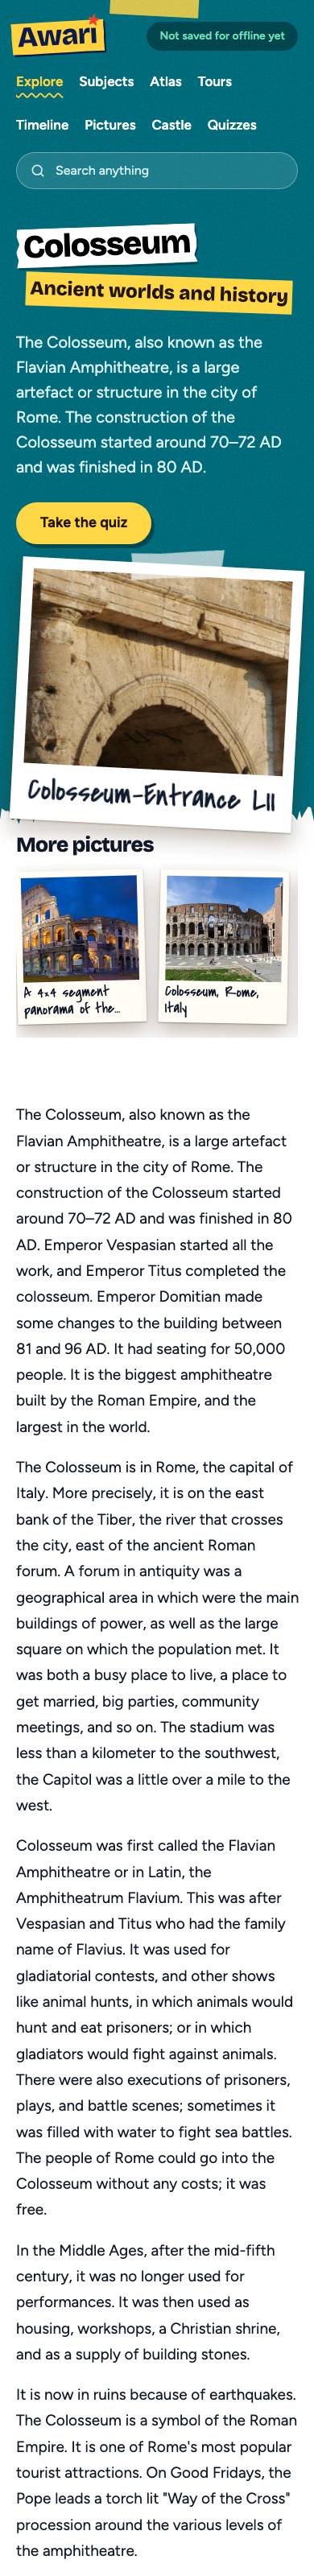 Awari
Not saved for offline yet
Explore Subjects Atlas Tours
Timeline Pictures Castle Quizzes
Search anything
Colosseum
Ancient worlds and history
The Colosseum, also known as the
Flavian Amphitheatre, is a large
artefact or structure in the city of
Rome. The construction of the
Colosseum started around 70–72 AD
and was finished in 80 AD.
Take the quiz
Colosseum-Entrance LII
More pictures
A 4x4 segment
panorama of the…
Colosseum, Rome,
Italy
The Colosseum, also known as the
Flavian Amphitheatre, is a large artefact
or structure in the city of Rome. The
construction of the Colosseum started
around 70–72 AD and was finished in 80
AD. Emperor Vespasian started all the
work, and Emperor Titus completed the
colosseum. Emperor Domitian made
some changes to the building between
81 and 96 AD. It had seating for 50,000
people. It is the biggest amphitheatre
built by the Roman Empire, and the
largest in the world.
The Colosseum is in Rome, the capital of
Italy. More precisely, it is on the east
bank of the Tiber, the river that crosses
the city, east of the ancient Roman
forum. A forum in antiquity was a
geographical area in which were the main
buildings of power, as well as the large
square on which the population met. It
was both a busy place to live, a place to
get married, big parties, community
meetings, and so on. The stadium was
less than a kilometer to the southwest,
the Capitol was a little over a mile to the
west.
Colosseum was first called the Flavian
Amphitheatre or in Latin, the
Amphitheatrum Flavium. This was after
Vespasian and Titus who had the family
name of Flavius. It was used for
gladiatorial contests, and other shows
like animal hunts, in which animals would
hunt and eat prisoners; or in which
gladiators would fight against animals.
There were also executions of prisoners,
plays, and battle scenes; sometimes it
was filled with water to fight sea battles.
The people of Rome could go into the
Colosseum without any costs; it was
free.
In the Middle Ages, after the mid-fifth
century, it was no longer used for
performances. It was then used as
housing, workshops, a Christian shrine,
and as a supply of building stones.
It is now in ruins because of earthquakes.
The Colosseum is a symbol of the Roman
Empire. It is one of Rome's most popular
tourist attractions. On Good Fridays, the
Pope leads a torch lit "Way of the Cross"
procession around the various levels of
the amphitheatre.